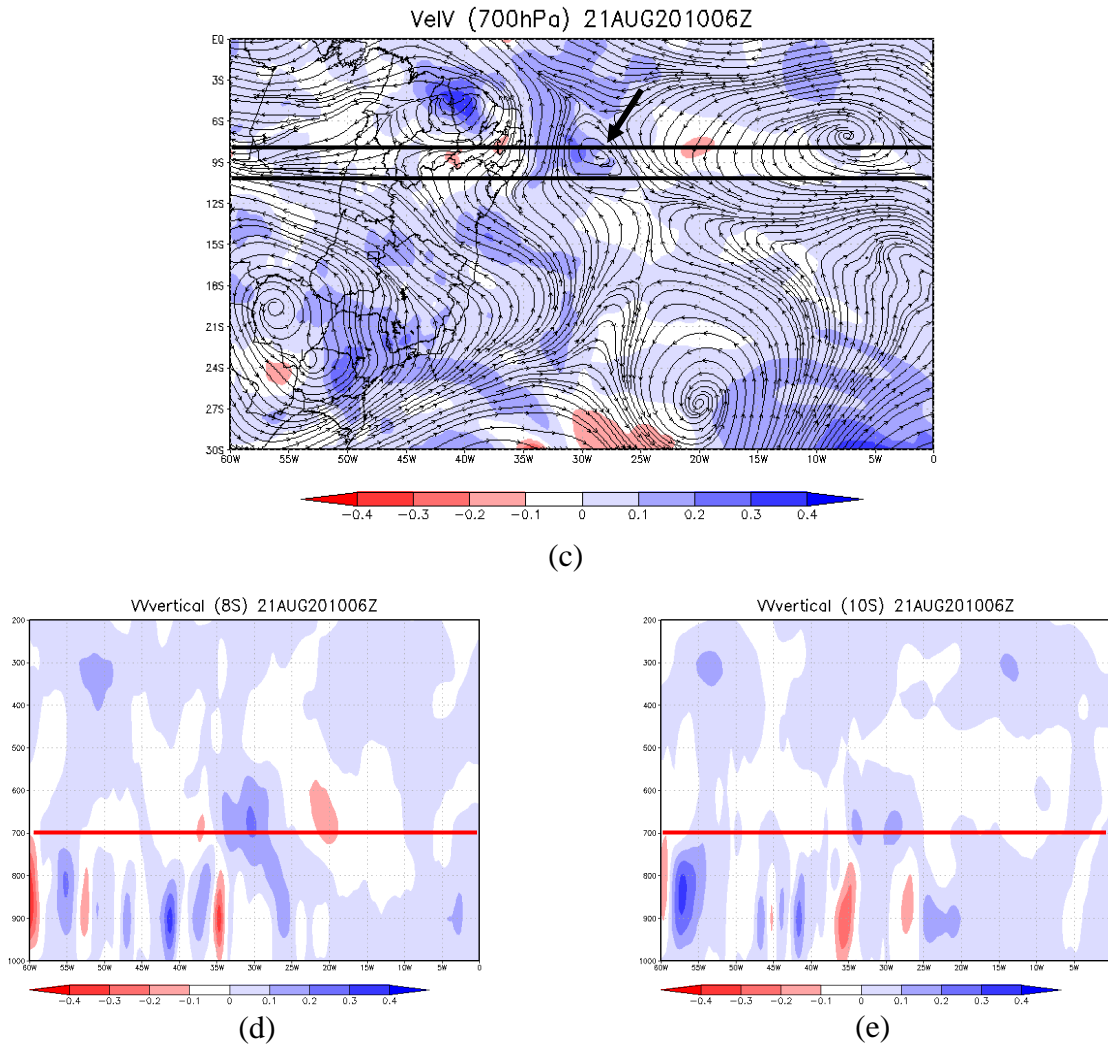 VelV (700hPa) 21AUG201006Z
EQ
3S
6S
9S
12S
15S
18S
21S
24S
27S
30S
60W 55W 50W 45W 40W 35W 30W 25W 20W 15W 10W 5W 0
-0.4 -0.3 -0.2 -0.1 0 0.1 0.2 0.3 0.4
(c)
VVvertical (8S) 21AUG201006Z
200
300
400
500
600
700
800
900
1000
60W 55W 50W 45W 40W 35W 30W 25W 20W 15W 10W 5W 0
-0.4 -0.3 -0.2 -0.1 0 0.1 0.2 0.3 0.4
(d)
VVvertical (10S) 21AUG201006Z
200
300
400
500
600
700
800
900
1000
60W 55W 50W 45W 40W 35W 30W 25W 20W 15W 10W 5W
-0.4 -0.3 -0.2 -0.1 0 0.1 0.2 0.3 0.4
(e)